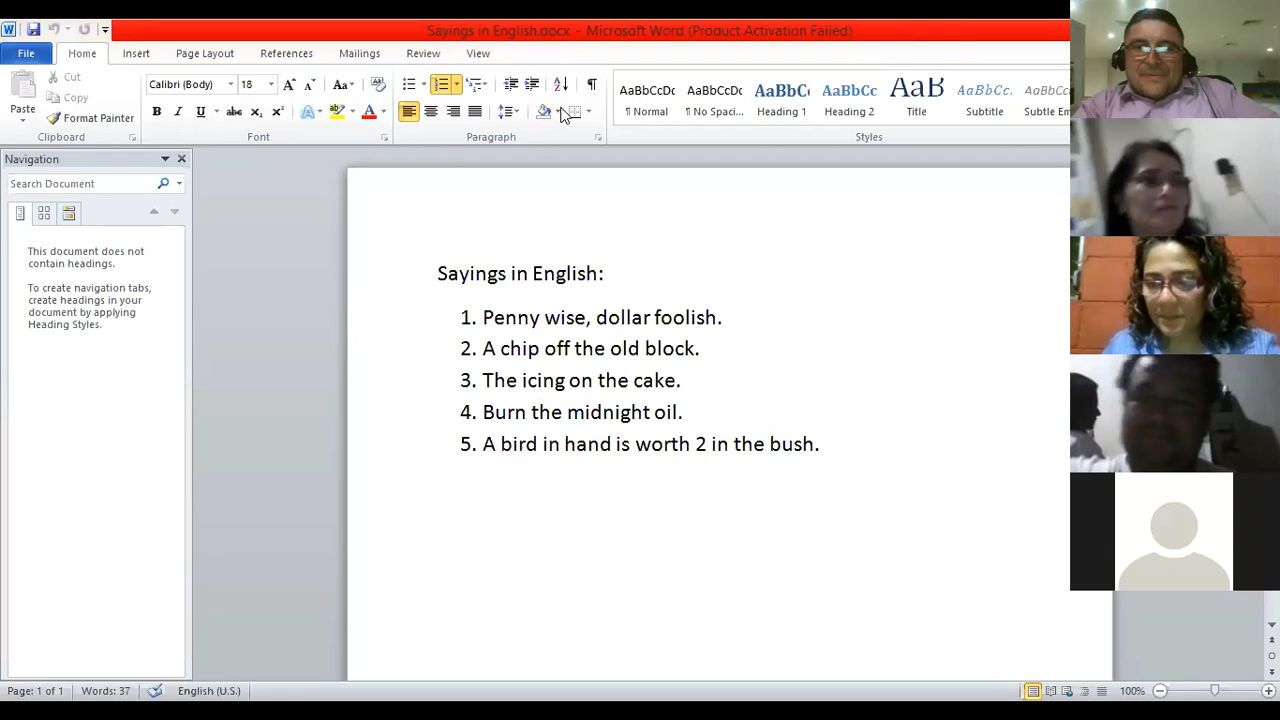 Sayings in English.docx - Microsoft Word (Product Activation Failed)
File Home Insert Page Layout References Mailings Review View
Paste
Cut
Copy
Format Painter
Clipboard
Calibri (Body) 18
Font
Paragraph
AaBbCcDc AaBbCcDc AaBbCc AaBbCc AaB AaBbCc. AaBbCcDc
¶ Normal ¶ No Spaci... Heading 1 Heading 2 Title Subtitle Subtle Em
Styles
Navigation
Search Document
This document does not
contain headings.
To create navigation tabs,
create headings in your
document by applying
Heading Styles.
Sayings in English:
1. Penny wise, dollar foolish.
2. A chip off the old block.
3. The icing on the cake.
4. Burn the midnight oil.
5. A bird in hand is worth 2 in the bush.
Page: 1 of 1 Words: 37 English (U.S.) 100%